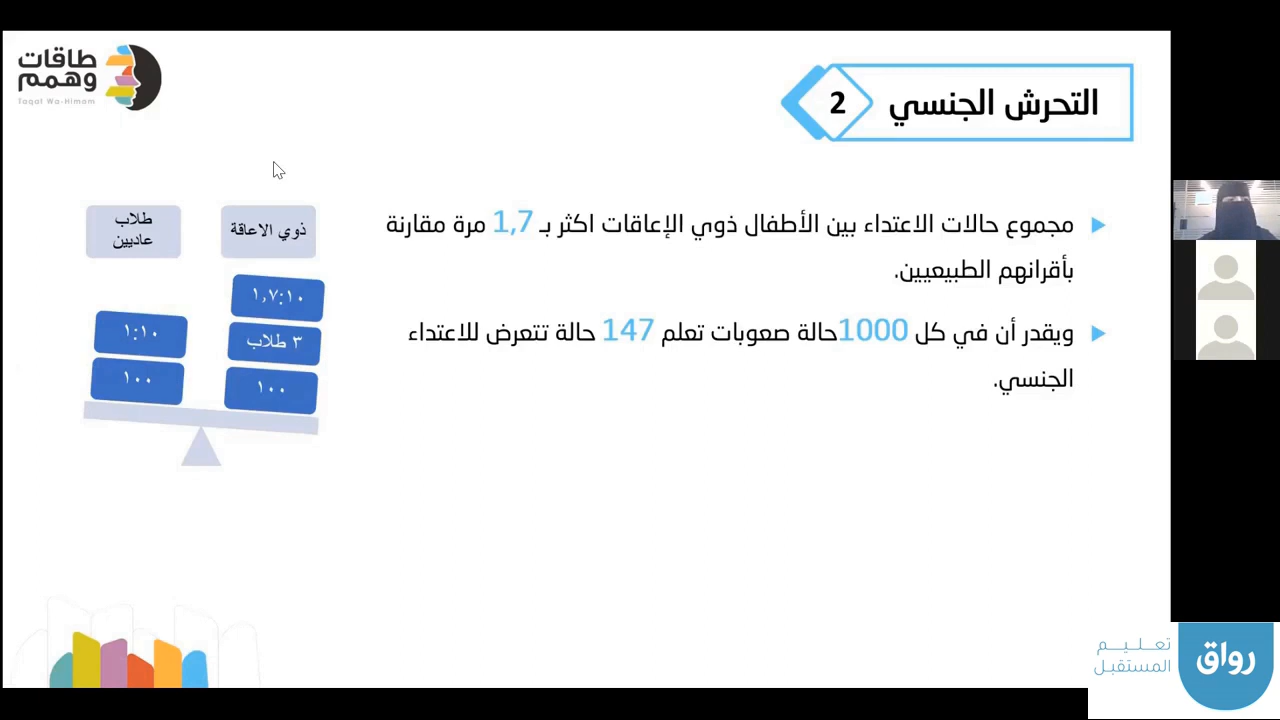 طاقات
وهمم
Taqat Wa-Himam
التحرش الجنسي
2
مجموع حالات الاعتداء بين الأطفال ذوي الإعاقات اكثر بـ 1,7 مرة مقارنة
بأقرانهم الطبيعيين.
ويقدر أن في كل 1000حالة صعوبات تعلم 147 حالة تتعرض للاعتداء
الجنسي.
ذوي الاعاقة
١,٧:١٠
٣ طلاب
١٠٠
طلاب
عاديين
١:١٠
١٠٠
رواق
تعـلـيـم
المستقبل